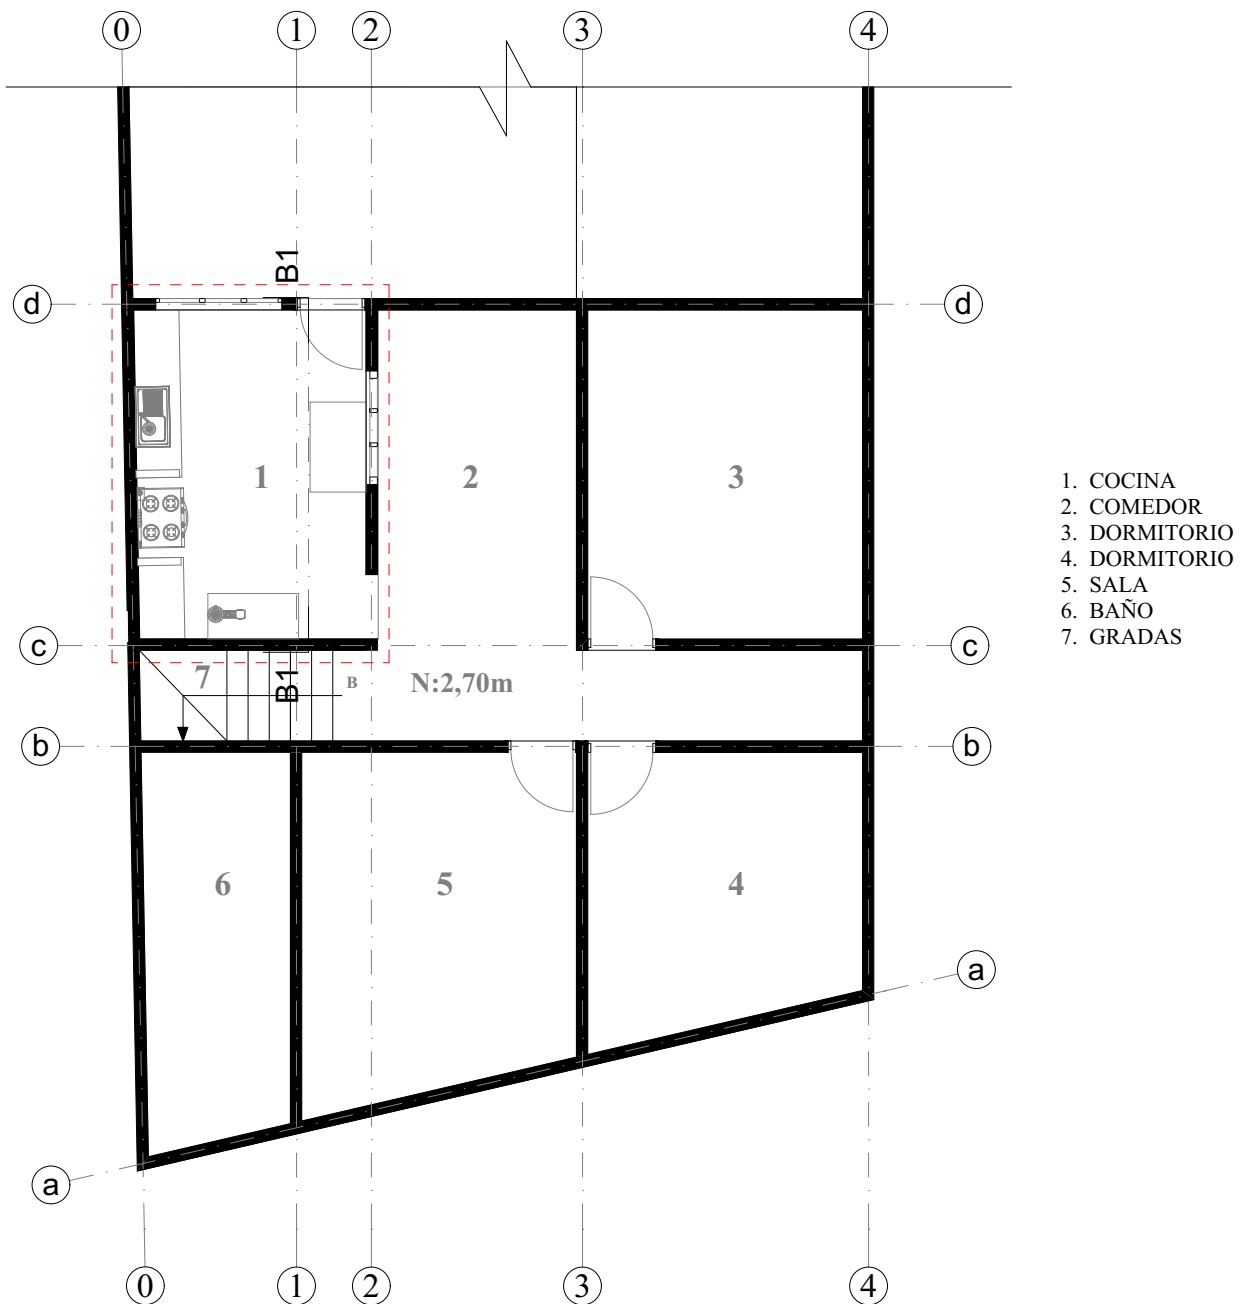 0 1 2 3 4
B1
d d
1 2 3
1. COCINA
2. COMEDOR
3. DORMITORIO
4. DORMITORIO
5. SALA
6. BAÑO
7. GRADAS
c c
7 B1 B N:2,70m
b b
6 5 4
a
a
0 1 2 3 4